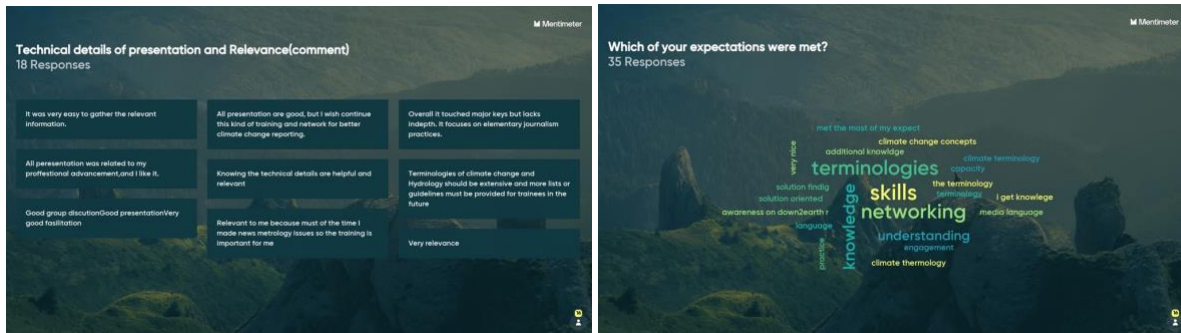 Mentimeter
Technical details of presentation and Relevance(comment)
18 Responses
It was very easy to gather the relevant
information.
All peresentation was related to my
proffestional advancement,and I like it.
Good group discutionGood presentationVery
good fasilitation
All presentation are good, but I wish continue
this kind of training and network for better
climate change reporting.
Knowing the technical details are helpful and
relevant
Relevant to me because must of the time I
made news metrology issues so the training is
important for me
Overall it touched major keys but lacks
indepth. It focuses on elementary journalism
practices.
Terminologies of climate change and
Hydrology should be extensive and more lists or
guidelines must be provided for trainees in the
future
Very relevance
Mentimeter
Which of your expectations were met?
35 Responses
met the most of my expect
climate change concepts
very nice
additional knowldge
climate terminology
terminologies
capacity
solution findig
skills
the terminology
terminology
solution oriented
i get knowlege
awareness on down2earth r
knowledge
networking
media language
language
understanding
engagement
practice
climate thermology